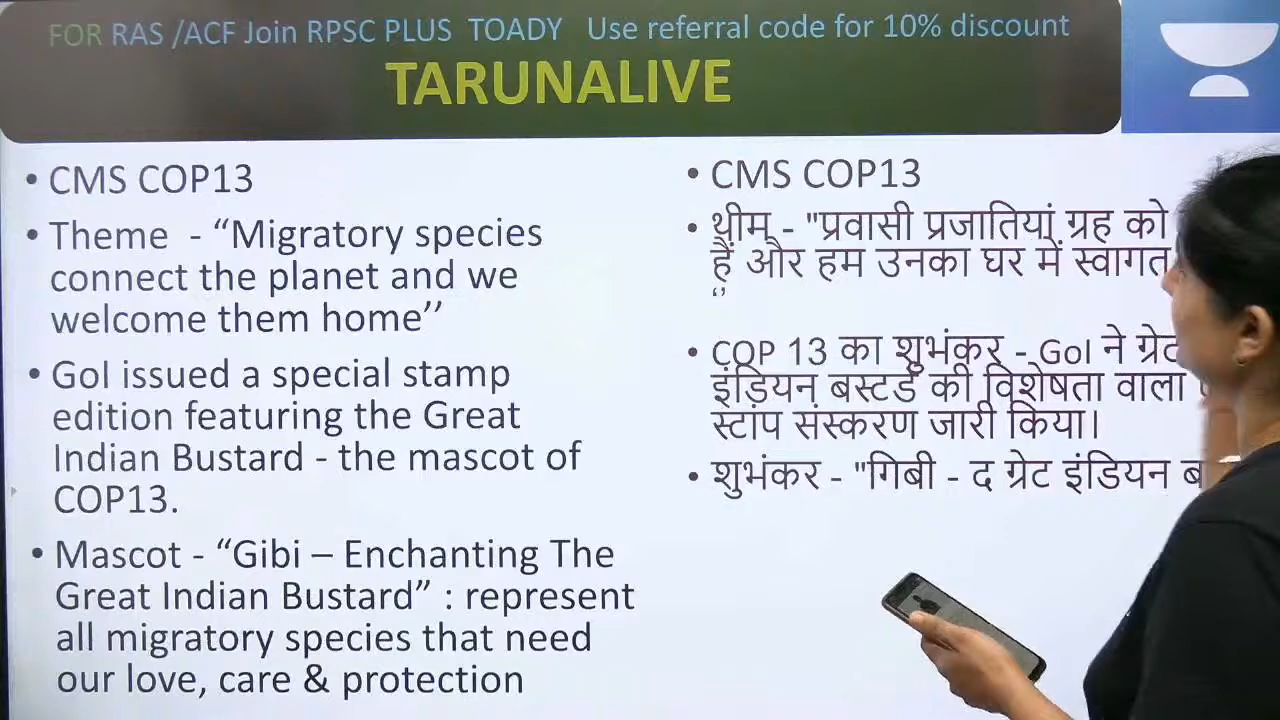 FOR RAS /ACF Join RPSC PLUS TOADY Use referral code for 10% discount
TARUNALIVE
• CMS COP13
• Theme - “Migratory species
connect the planet and we
welcome them home’’
• GoI issued a special stamp
edition featuring the Great
Indian Bustard - the mascot of
COP13.
• Mascot - “Gibi – Enchanting The
Great Indian Bustard” : represent
all migratory species that need
our love, care & protection
• CMS COP13
• थीम - "प्रवासी प्रजातियां ग्रह को
हैं और हम उनका घर में स्वागत
‘’
• COP 13 का शुभंकर - GoI ने ग्रेट
इंडियन बस्टर्ड की विशेषता वाला
स्टांप संस्करण जारी किया।
• शुभंकर - "गिबी - द ग्रेट इंडियन